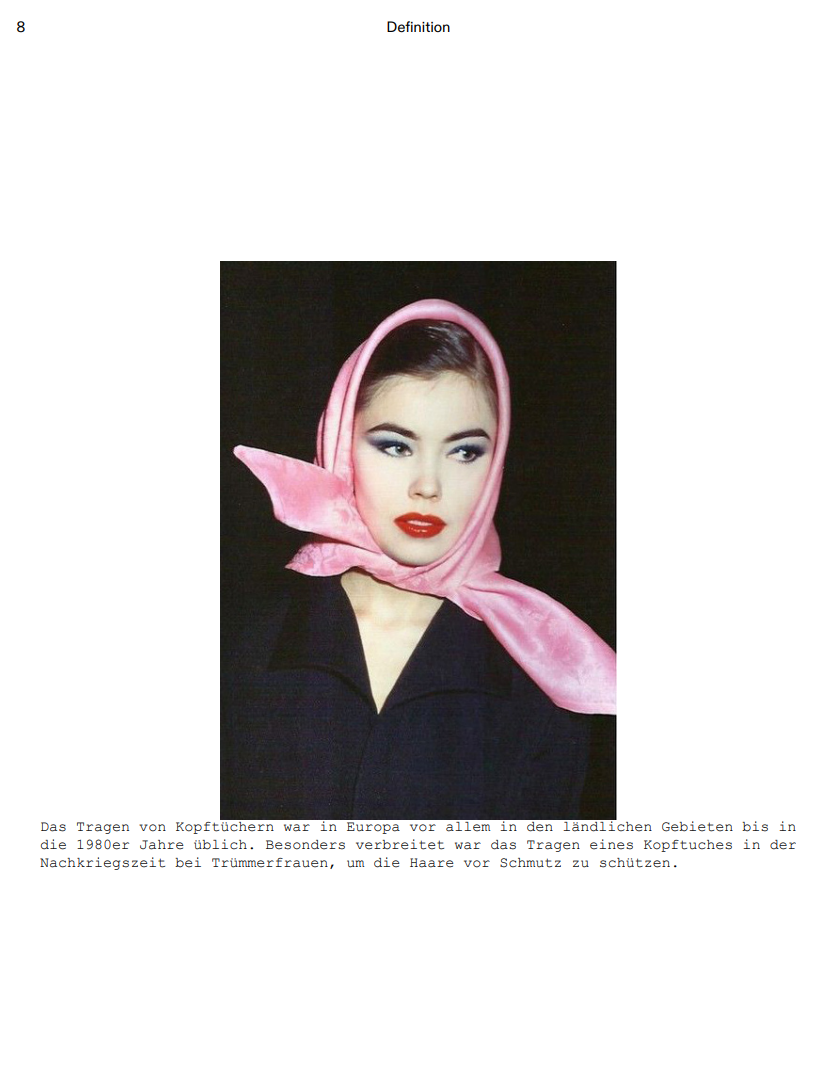 8
Definition
Das Tragen von Kopftüchern war in Europa vor allem in den ländlichen Gebieten bis in
die 1980er Jahre üblich. Besonders verbreitet war das Tragen eines Kopftuches in der
Nachkriegszeit bei Trümmerfrauen, um die Haare vor Schmutz zu schützen.